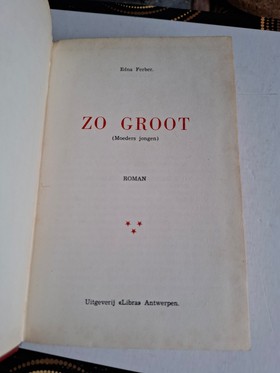 Edna Ferber.
ZO GROOT
(Moeders jongen)
ROMAN
Uitgeverij «Libra» Antwerpen.